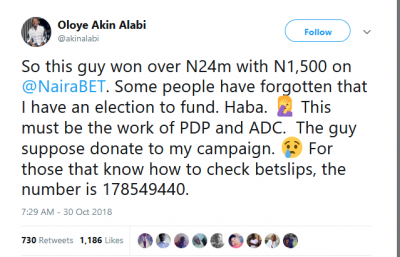 Oloye Akin Alabi
@akinalabi
Follow
So this guy won over N24m with N1,500 on
@NairaBET. Some people have forgotten that
I have an election to fund. Haba. 🤦 This
must be the work of PDP and ADC. The guy
suppose donate to my campaign. 😢 For
those that know how to check betslips, the
number is 178549440.
7:29 AM - 30 Oct 2018
730 Retweets 1,186 Likes